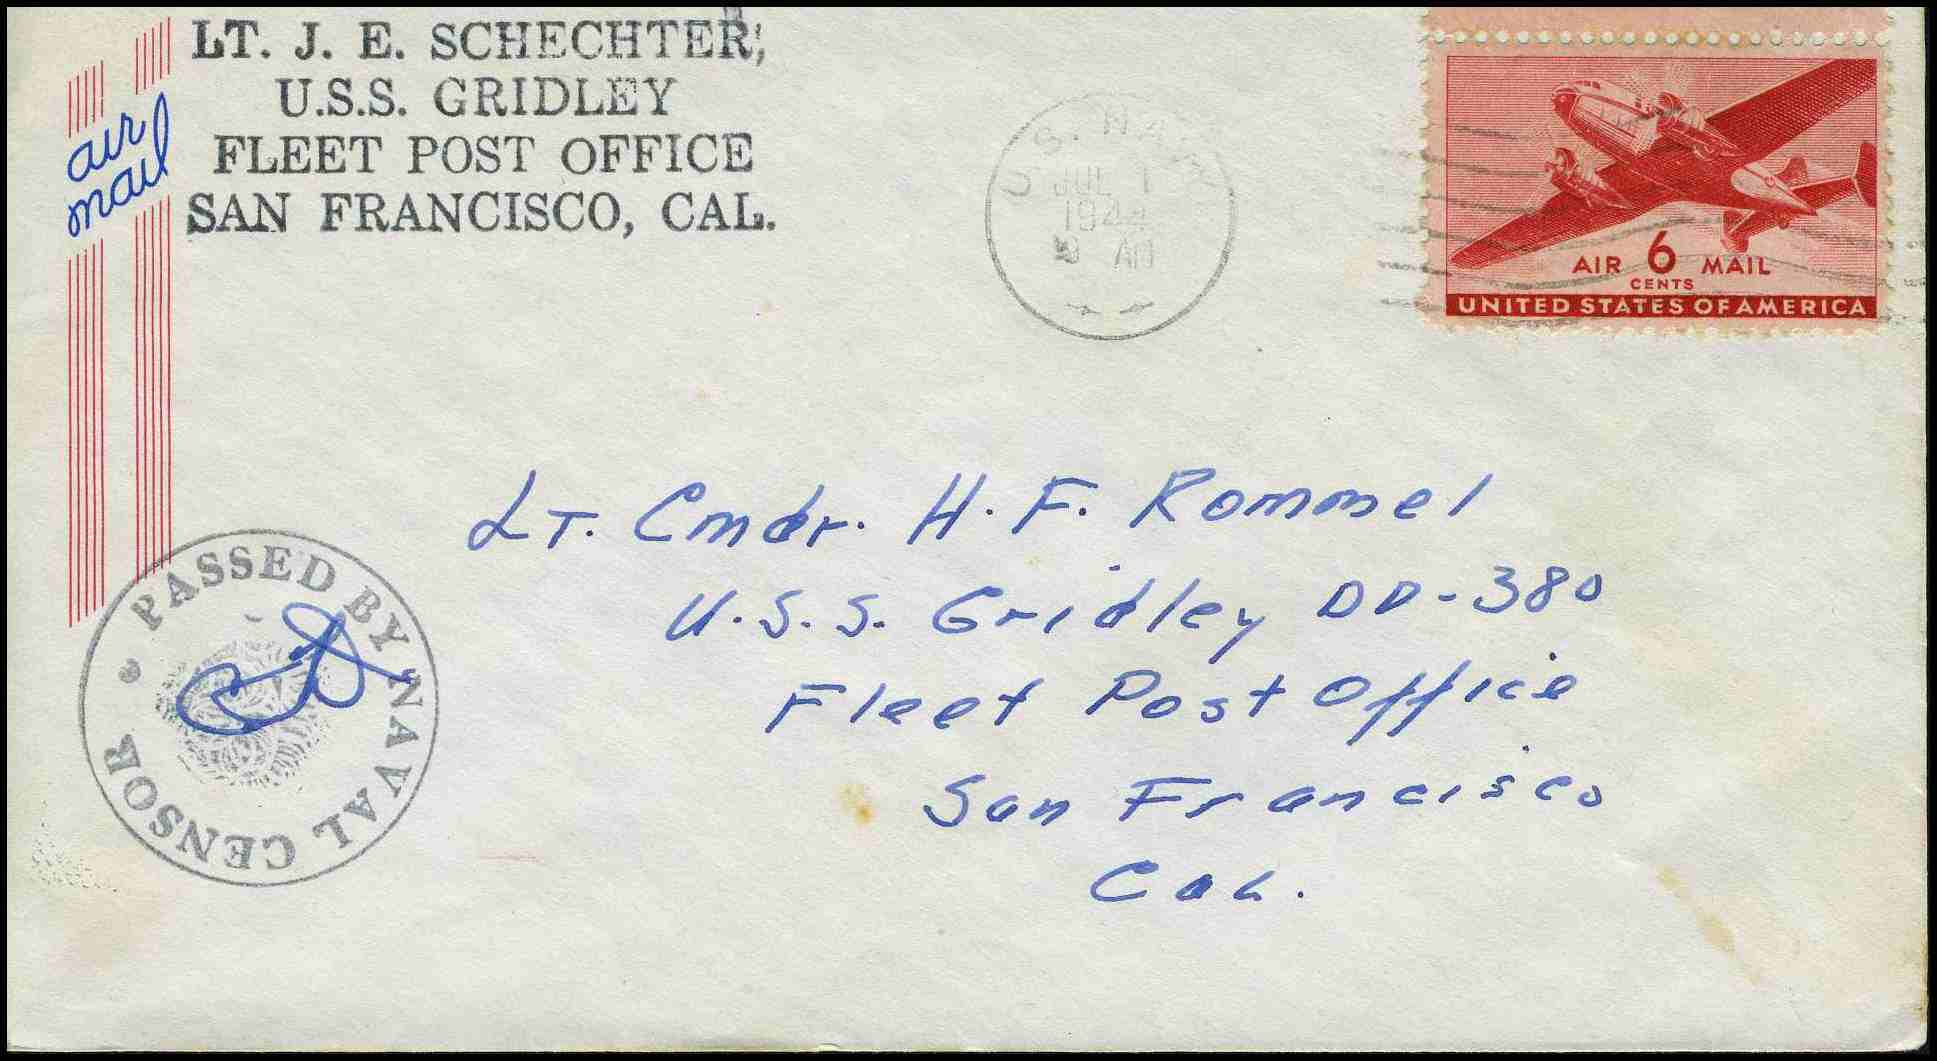 LT. J. E. SCHECHTER,
U.S.S. GRIDLEY
FLEET POST OFFICE
SAN FRANCISCO, CAL.
air
mail
U.S. NAVY
JUL 1
1944
AM
AIR 6 MAIL
CENTS
UNITED STATES OF AMERICA
Lt. Cmdr. H. F. Rommel
U.S.S. Gridley DD-380
Fleet Post Office
San Francisco
Cal.
PASSED BY NAVAL CENSOR